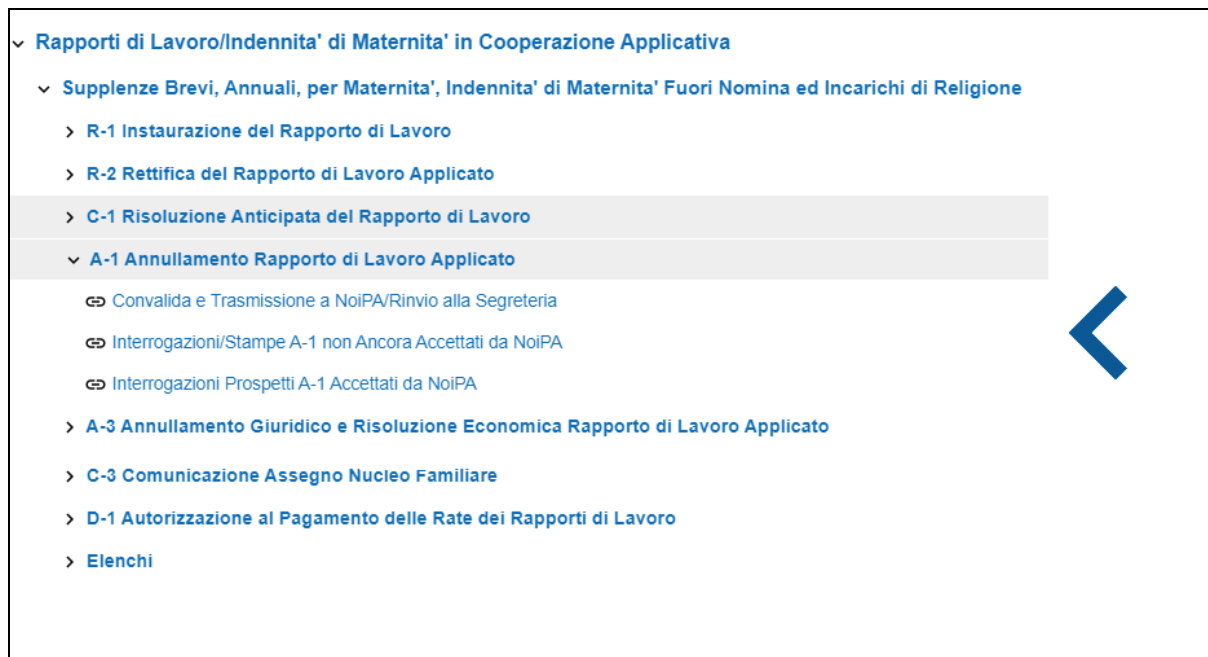 Rapporti di Lavoro/Indennita' di Maternita' in Cooperazione Applicativa
Supplenze Brevi, Annuali, per Maternita', Indennita' di Maternita' Fuori Nomina ed Incarichi di Religione
R-1 Instaurazione del Rapporto di Lavoro
R-2 Rettifica del Rapporto di Lavoro Applicato
C-1 Risoluzione Anticipata del Rapporto di Lavoro
A-1 Annullamento Rapporto di Lavoro Applicato
Convalida e Trasmissione a NoiPA/Rinvio alla Segreteria
Interrogazioni/Stampe A-1 non Ancora Accettati da NoiPA
Interrogazioni Prospetti A-1 Accettati da NoiPA
A-3 Annullamento Giuridico e Risoluzione Economica Rapporto di Lavoro Applicato
C-3 Comunicazione Assegno Nucleo Familiare
D-1 Autorizzazione al Pagamento delle Rate dei Rapporti di Lavoro
Elenchi